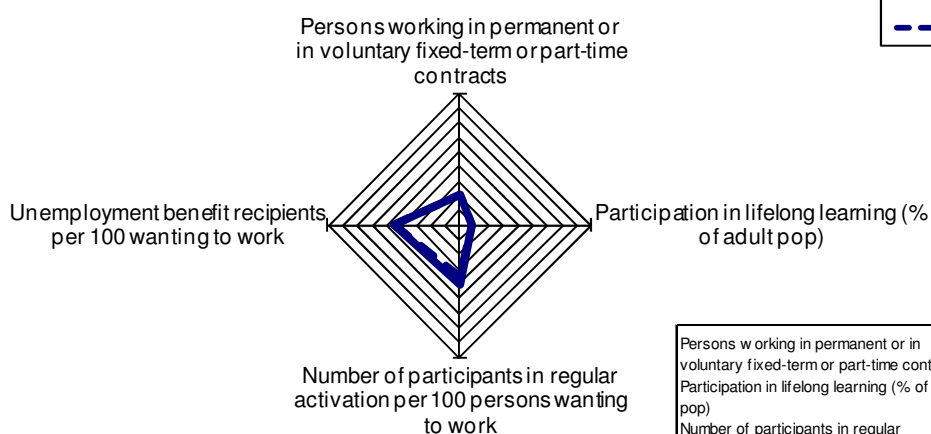 Persons working in permanent or
in voluntary fixed-term or part-time
contracts
Unemployment benefit recipients
per 100 wanting to work
Participation in lifelong learning (%
of adult pop)
Number of participants in regular
activation per 100 persons wanting
to work
Persons working in permanent or in
voluntary fixed-term or part-time cont
Participation in lifelong learning (% of
pop)
Number of participants in regular